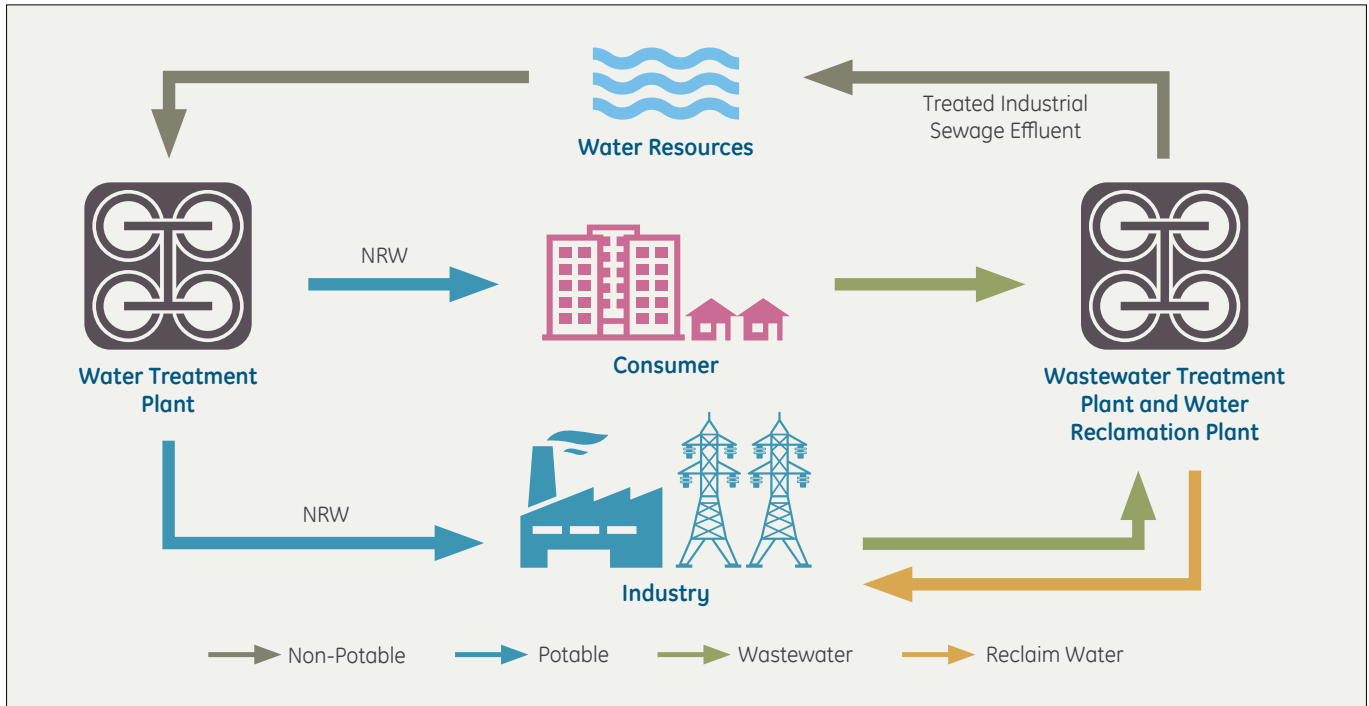 Treated Industrial
Sewage Effluent
Water Resources
NRW
Consumer
Water Treatment
Plant
Wastewater Treatment
Plant and Water
Reclamation Plant
NRW
Industry
Non-Potable
Potable
Wastewater
Reclaim Water